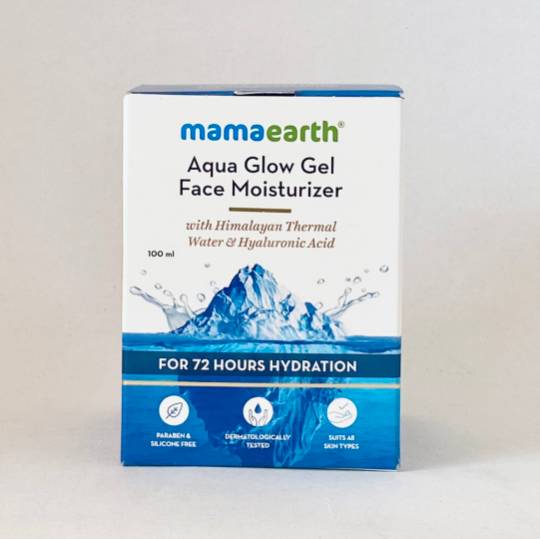 mamaearth®
Aqua Glow Gel
Face Moisturizer
with Himalayan Thermal
Water & Hyaluronic Acid
100 ml
FOR 72 HOURS HYDRATION
PARABEN &
SILICONE FREE
DERMATOLOGICALLY
TESTED
SUITS All
SKIN TYPES